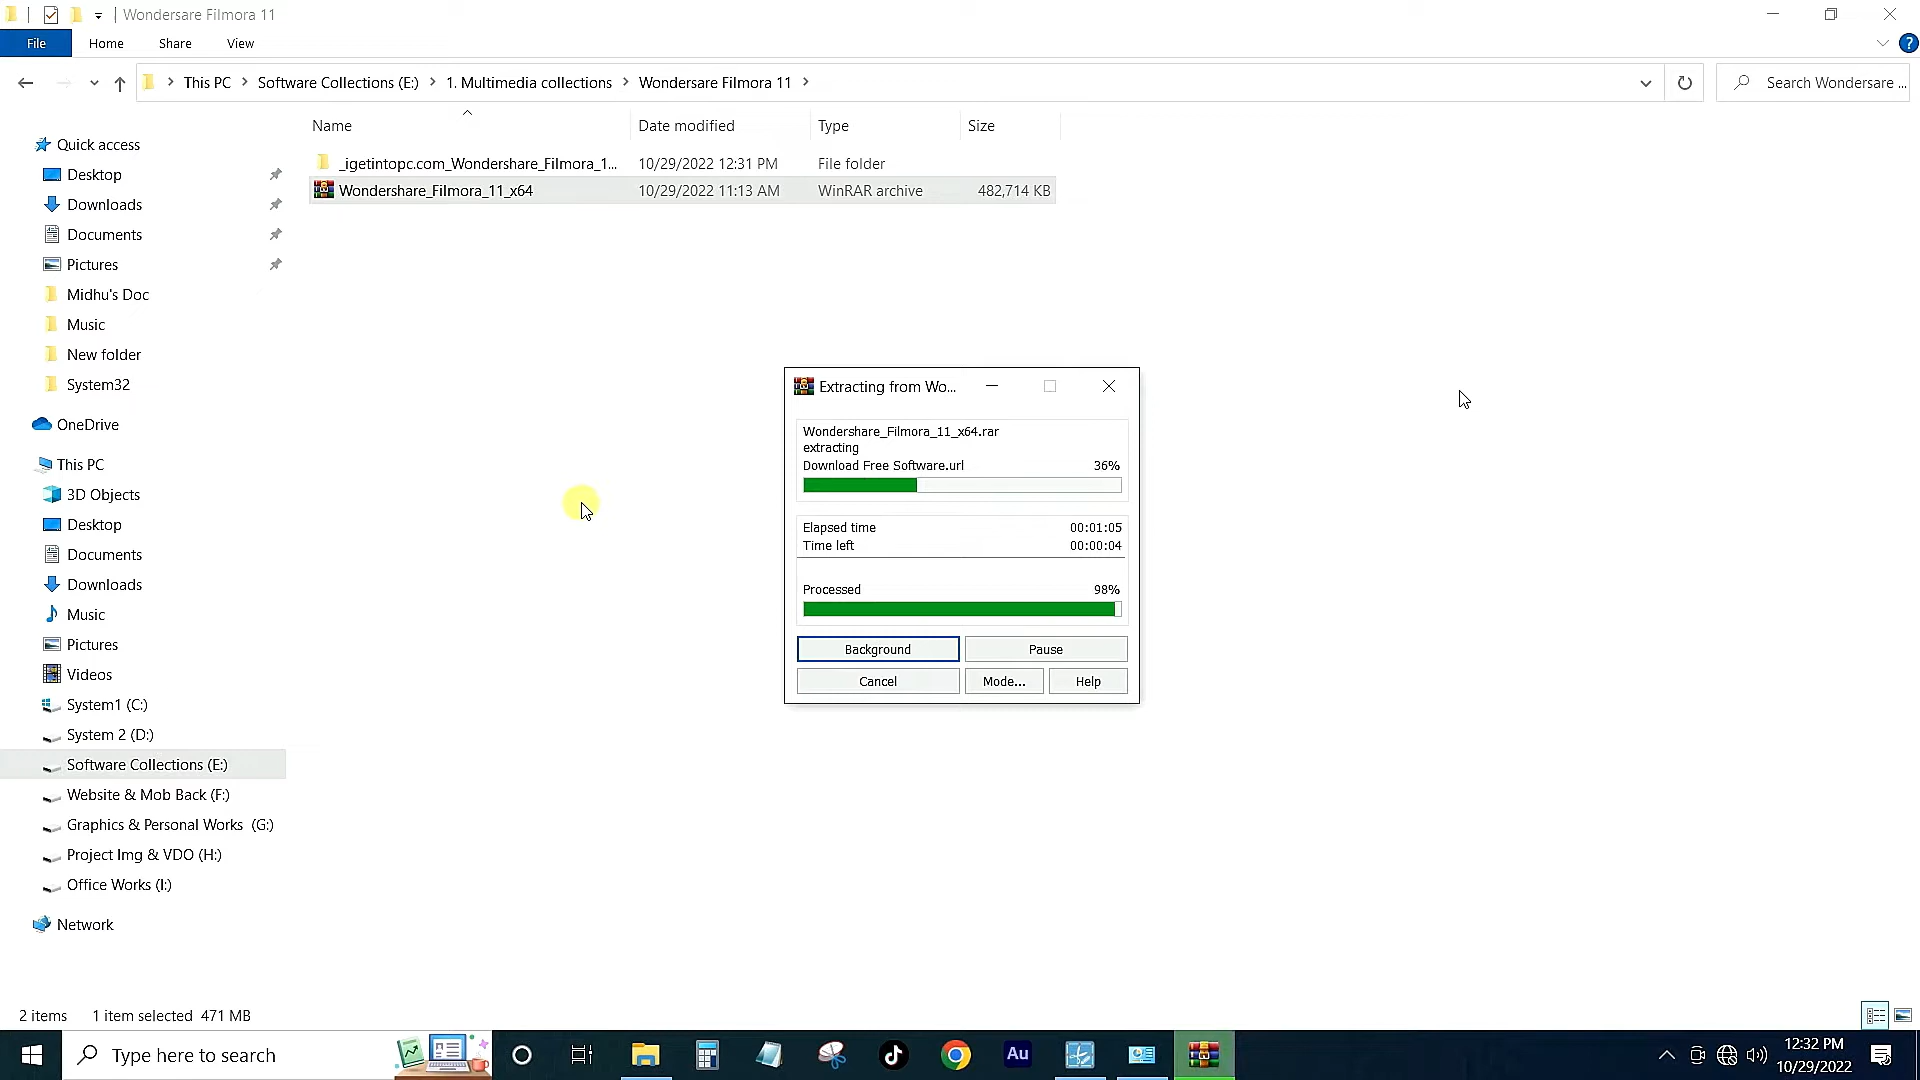 Wondersare Filmora 11
File Home Share View ?
This PC Software Collections (E:) 1. Multimedia collections Wondersare Filmora 11 Search Wondersare ...
Name Date modified Type Size
_igetintopc.com_Wondershare_Filmora_1... 10/29/2022 12:31 PM File folder
Wondershare_Filmora_11_x64 10/29/2022 11:13 AM WinRAR archive 482,714 KB
Quick access
Desktop
Downloads
Documents
Pictures
Midhu's Doc
Music
New folder
System32
OneDrive
This PC
3D Objects
Desktop
Documents
Downloads
Music
Pictures
Videos
System1 (C:)
System 2 (D:)
Software Collections (E:)
Website & Mob Back (F:)
Graphics & Personal Works (G:)
Project Img & VDO (H:)
Office Works (I:)
Network
Extracting from Wo...
Wondershare_Filmora_11_x64.rar
extracting
Download Free Software.url 36%
Elapsed time 00:01:05
Time left 00:00:04
Processed 98%
Background Pause
Cancel Mode... Help
2 items 1 item selected 471 MB
Type here to search Au 12:32 PM
10/29/2022